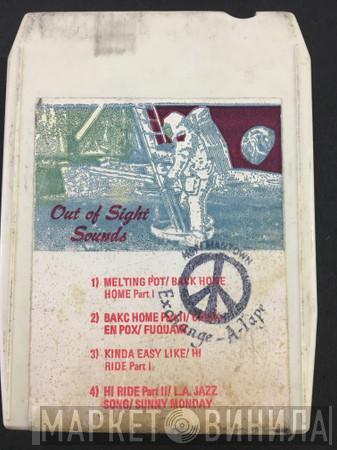 Out of Sight
Sounds
HOFFMANTOWN
Exchange-A-Tape
1) MELTING POT/ BACK HOME
HOME Part I
2) BAKC HOME Part II/
EN POX/ FUQUAWI
3) KINDA EASY LIKE/ HI
RIDE Part I
4) HI RIDE Part II/ L.A. JAZZ
SONG/ SUNNY MONDAY
МАРКЕТ ВИНИЛА